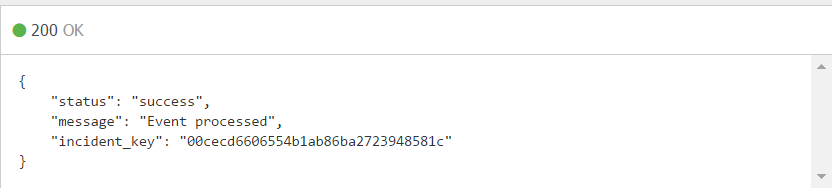 200 OK
{
    "status": "success",
    "message": "Event processed",
    "incident_key": "00cecd6606554b1ab86ba2723948581c"
}